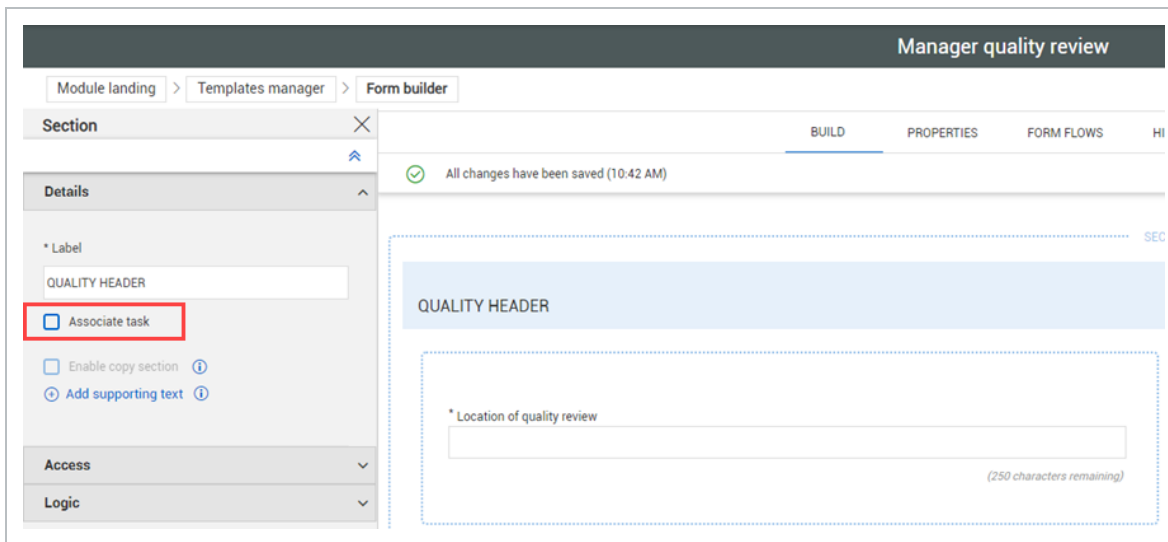 Manager quality review
Module landing > Templates manager > Form builder
Section
BUILD PROPERTIES FORM FLOWS HI
All changes have been saved (10:42 AM)
Details
* Label
QUALITY HEADER
Associate task
Enable copy section
Add supporting text
Access
Logic
SEC
QUALITY HEADER
* Location of quality review
(250 characters remaining)